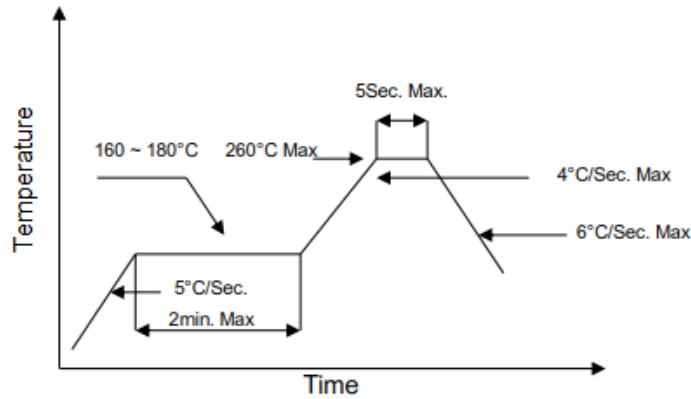 5Sec. Max.
160 ~ 180°C
260°C Max
4°C/Sec. Max
6°C/Sec. Max
5°C/Sec.
2min. Max
Temperature
Time